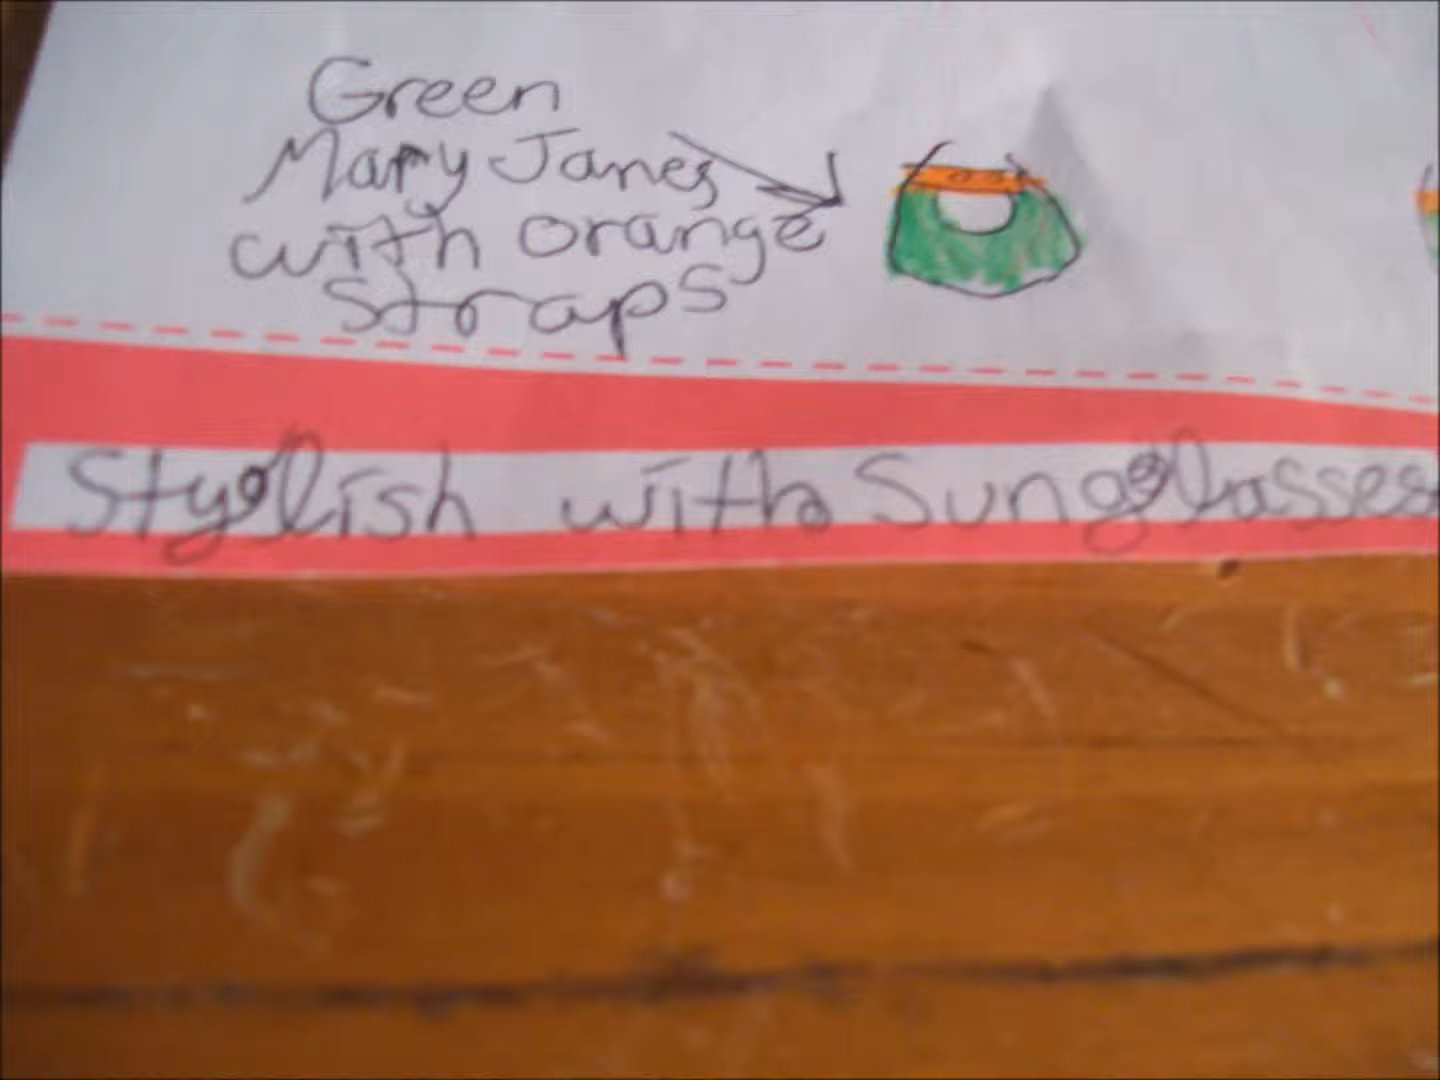 Green
Mary Janes
with orange
straps
Stylish with Sunglasses